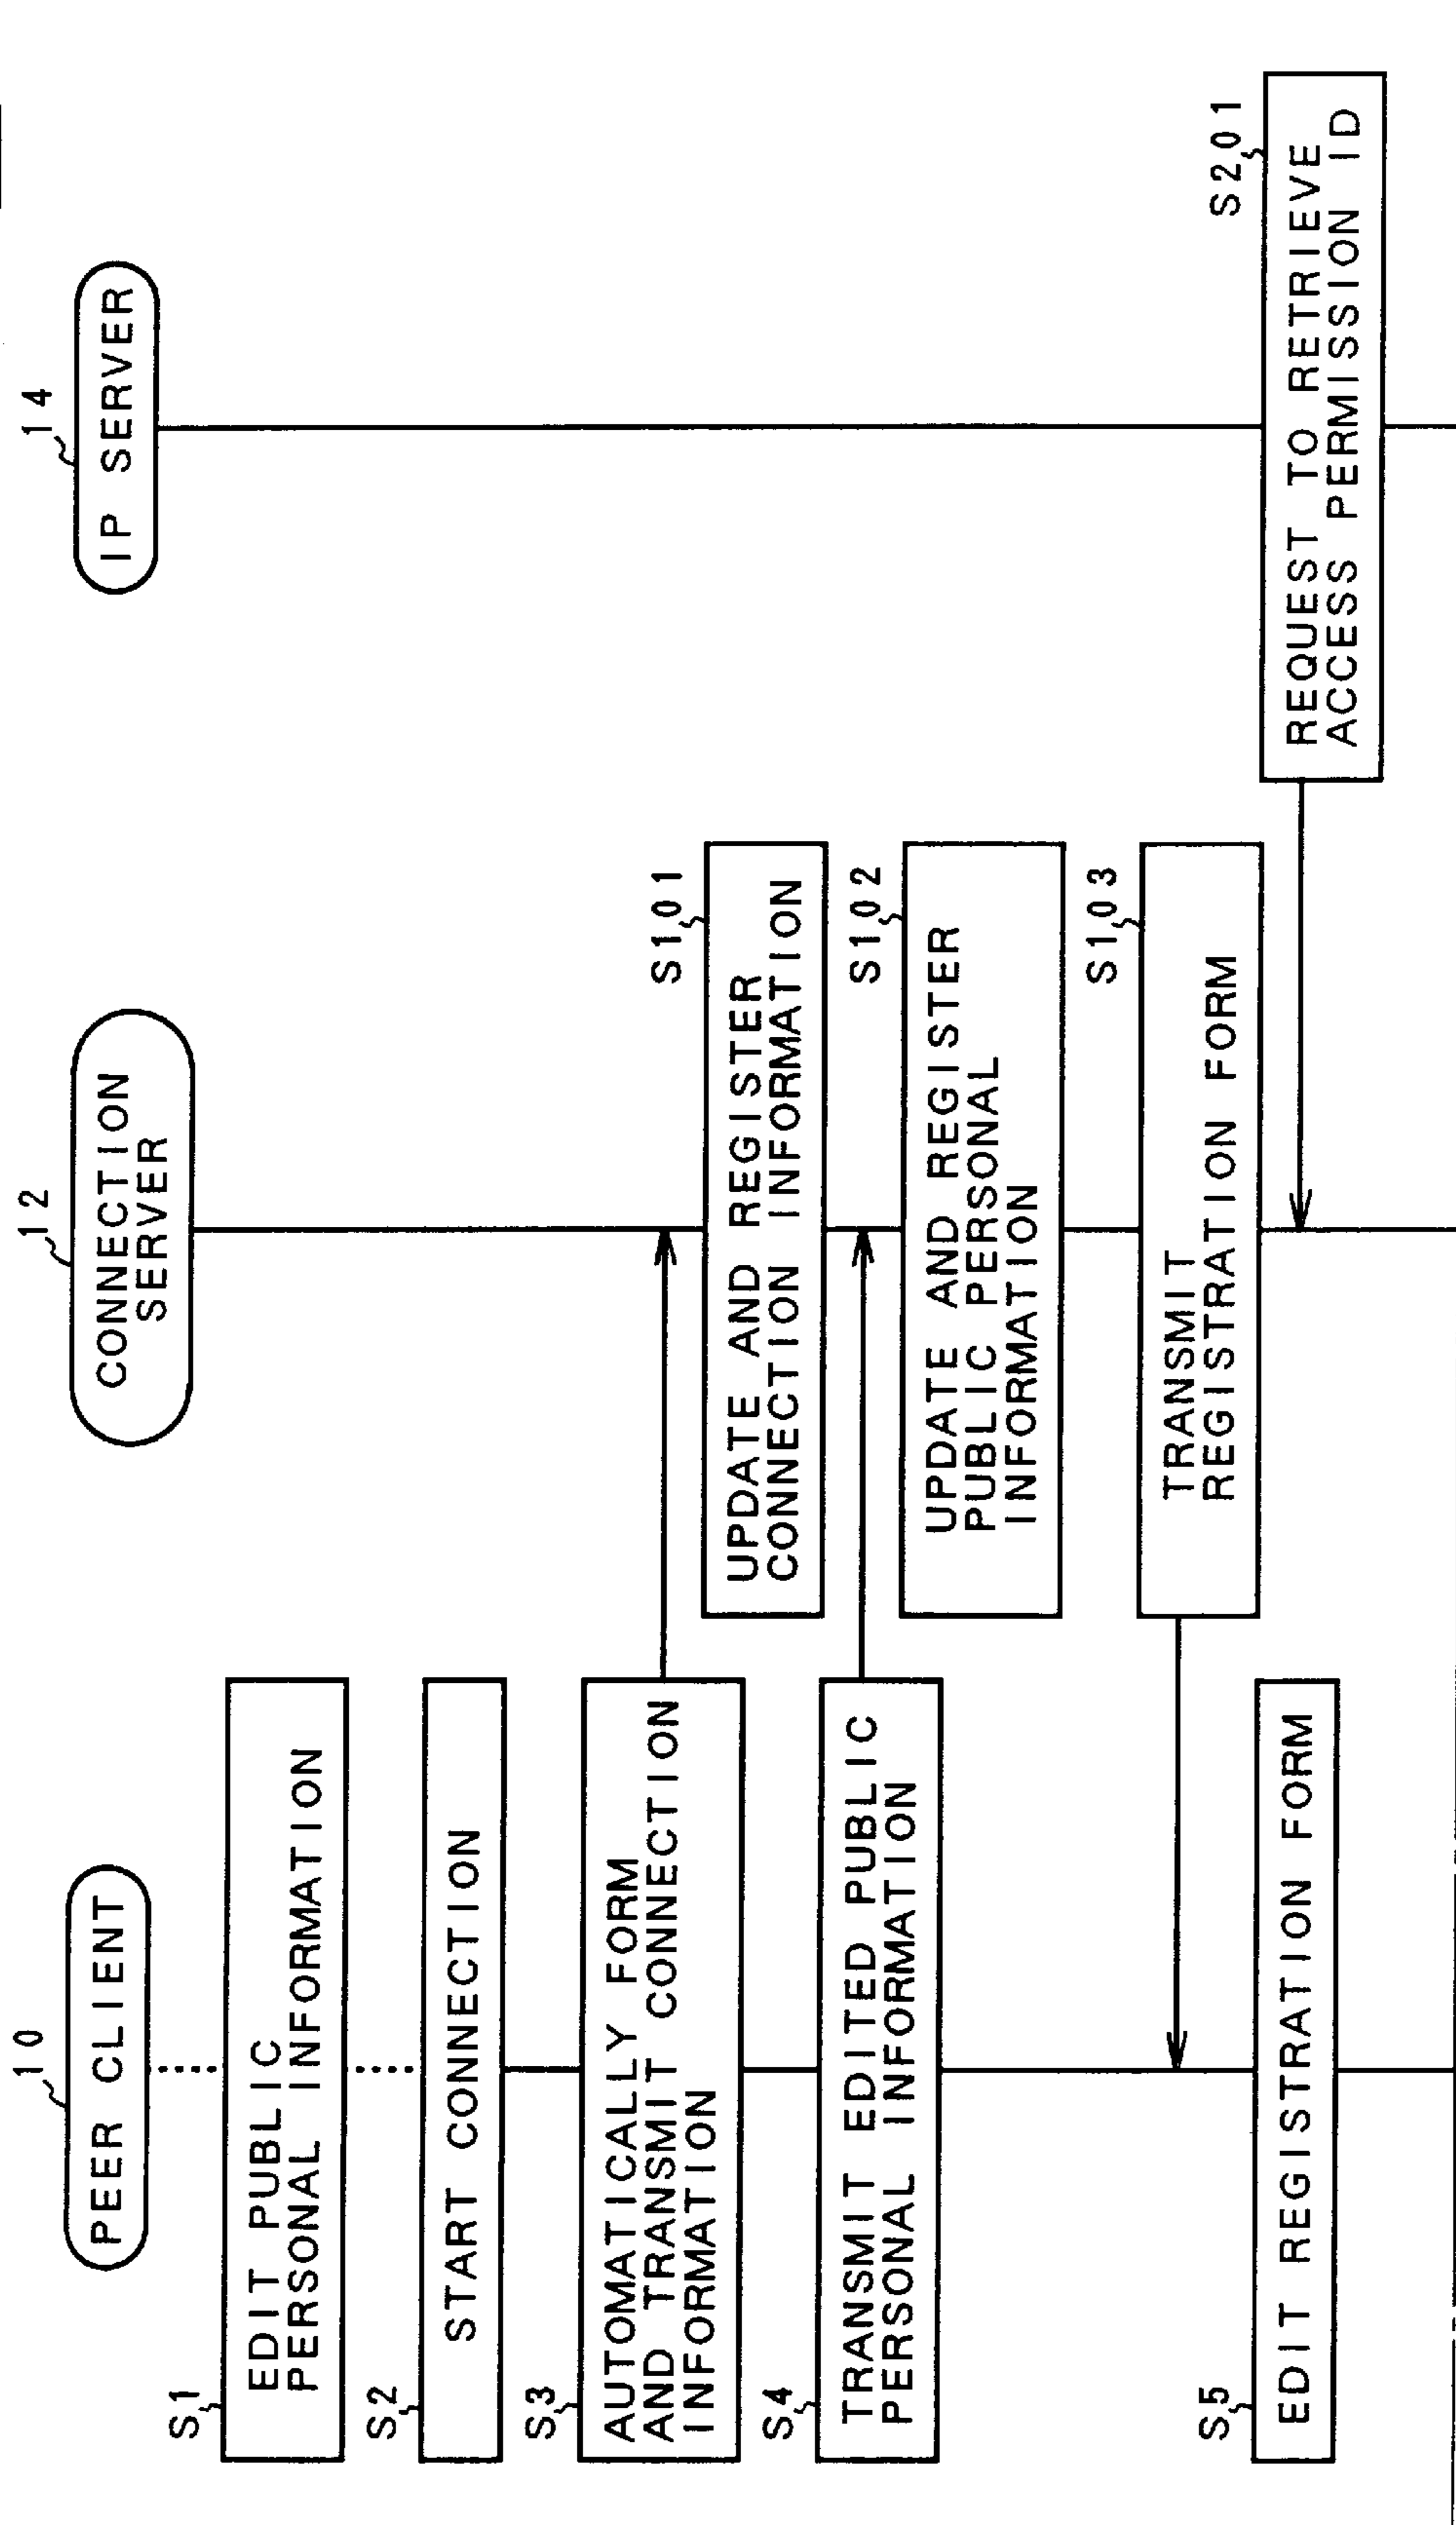 10
PEER CLIENT
12
CONNECTION
SERVER
14
IP SERVER
S1
EDIT PUBLIC
PERSONAL INFORMATION
S2
START CONNECTION
S3
AUTOMATICALLY FORM
AND TRANSMIT CONNECTION
INFORMATION
S101
UPDATE AND REGISTER
CONNECTION INFORMATION
S4
TRANSMIT EDITED PUBLIC
PERSONAL INFORMATION
S102
UPDATE AND REGISTER
PUBLIC PERSONAL
INFORMATION
S103
TRANSMIT
REGISTRATION FORM
S5
EDIT REGISTRATION FORM
S201
REQUEST TO RETRIEVE
ACCESS PERMISSION ID